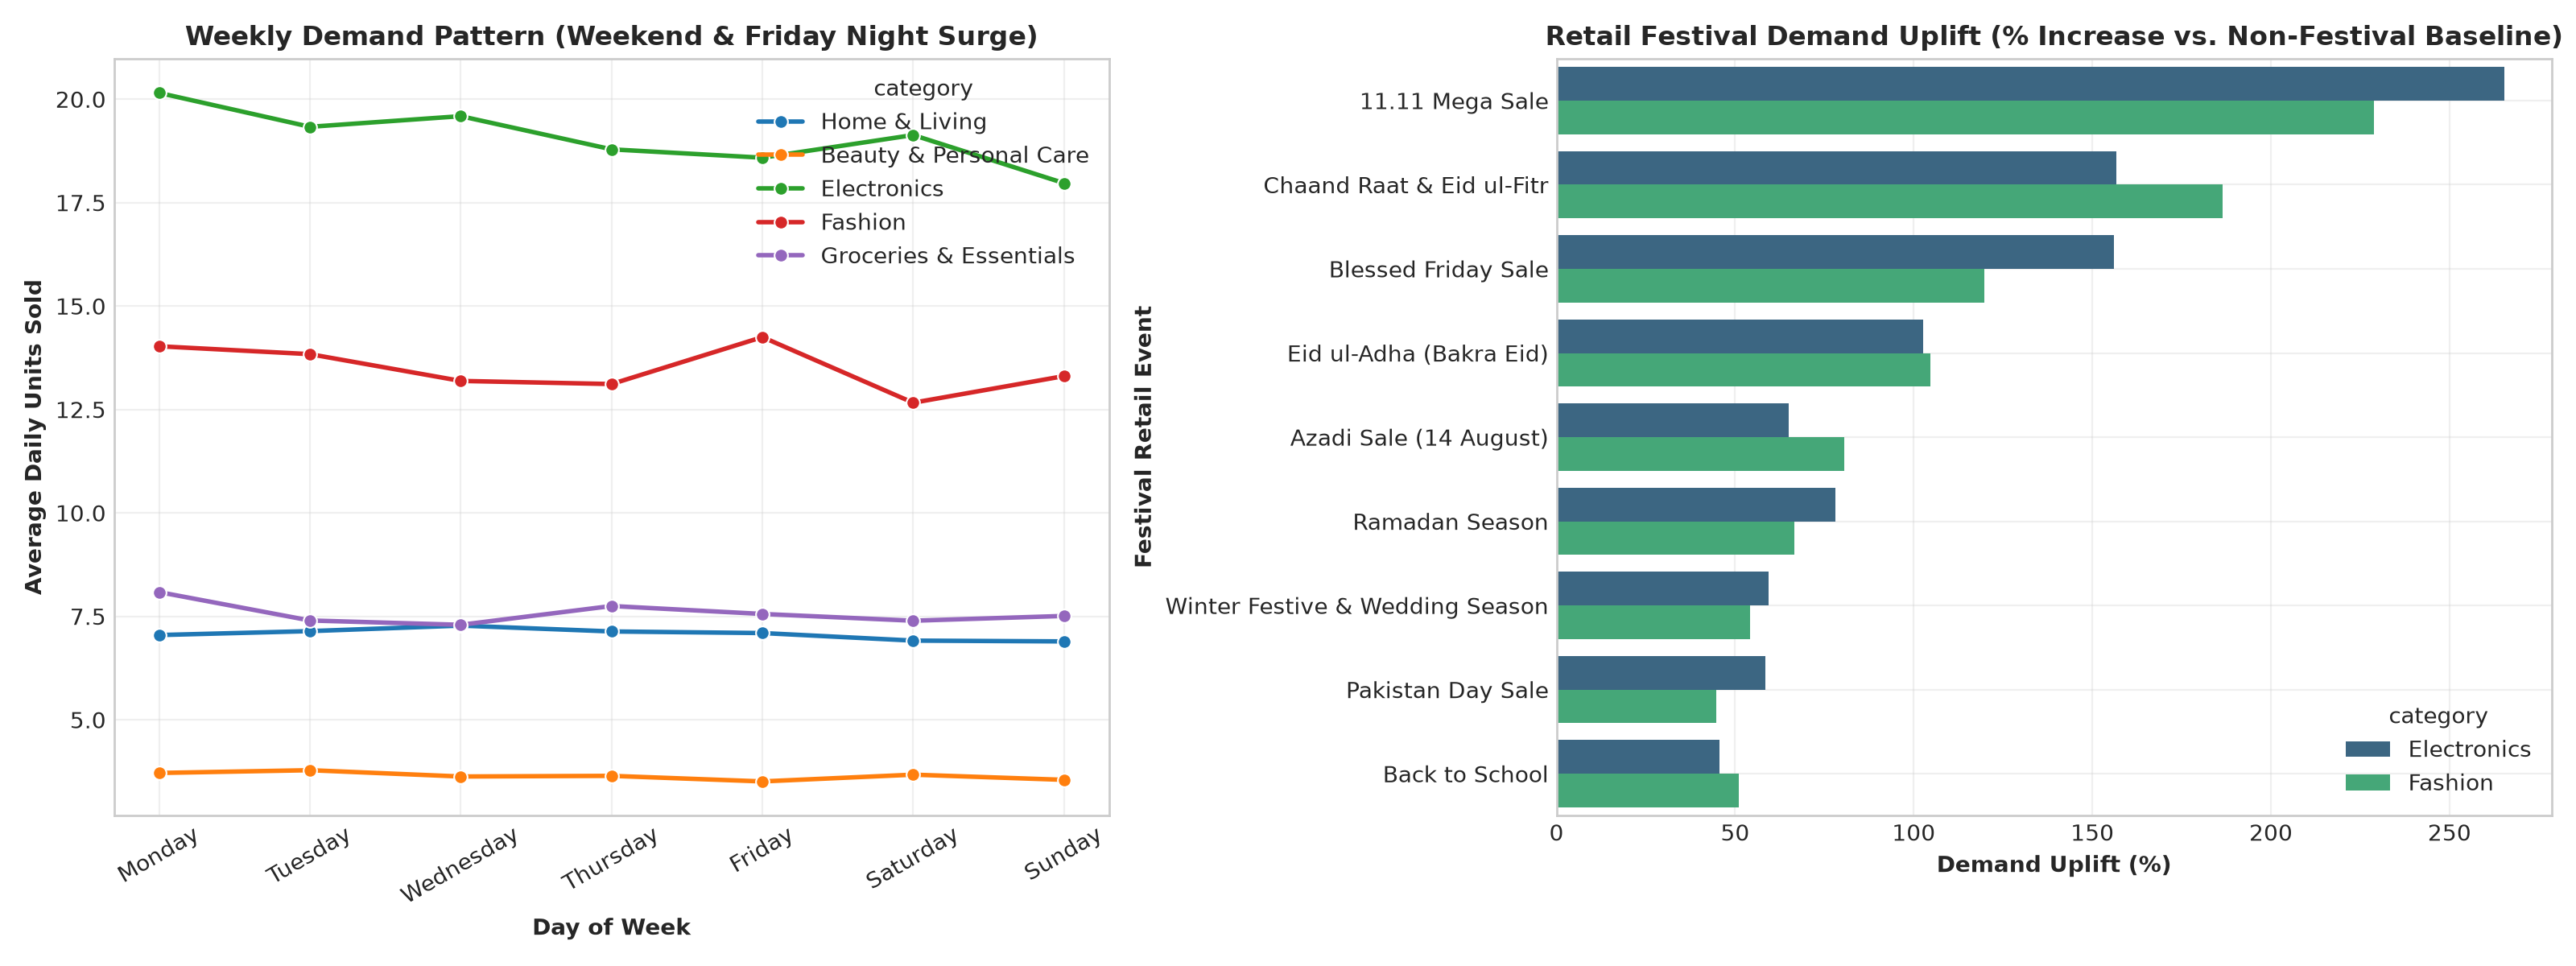 Weekly Demand Pattern (Weekend & Friday Night Surge)
Average Daily Units Sold
20.0
17.5
15.0
12.5
10.0
7.5
5.0
category
Home & Living
Beauty & Personal Care
Electronics
Fashion
Groceries & Essentials
Monday
Tuesday
Wednesday
Thursday
Friday
Saturday
Sunday
Day of Week
Retail Festival Demand Uplift (% Increase vs. Non-Festival Baseline)
Festival Retail Event
11.11 Mega Sale
Chaand Raat & Eid ul-Fitr
Blessed Friday Sale
Eid ul-Adha (Bakra Eid)
Azadi Sale (14 August)
Ramadan Season
Winter Festive & Wedding Season
Pakistan Day Sale
Back to School
category
Electronics
Fashion
0
50
100
150
200
250
Demand Uplift (%)